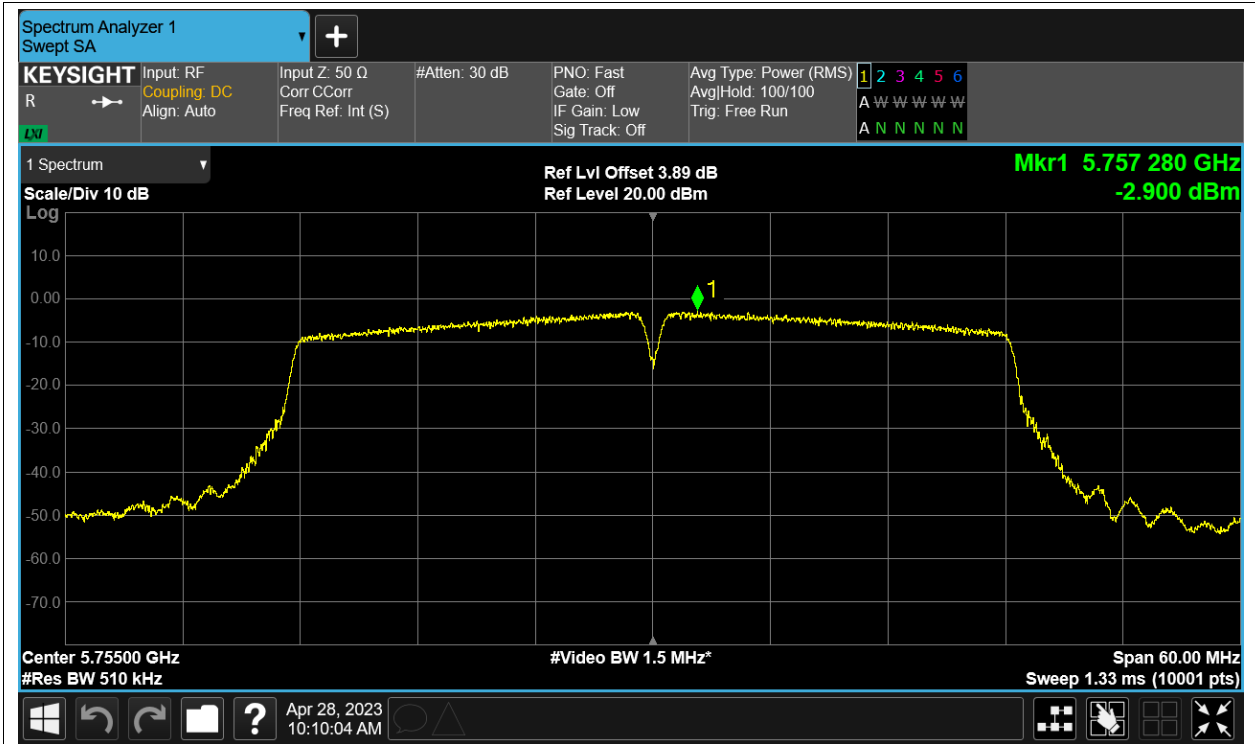 Spectrum Analyzer 1
Swept SA
KEYSIGHT
R
LXI
Input: RF
Coupling: DC
Align: Auto
Input Z: 50 Ω
Corr CCorr
Freq Ref: Int (S)
#Atten: 30 dB
PNO: Fast
Gate: Off
IF Gain: Low
Sig Track: Off
Avg Type: Power (RMS)
Avg|Hold: 100/100
Trig: Free Run
1 2 3 4 5 6
A W W W W W
A N N N N N
1 Spectrum
Scale/Div 10 dB
Log
Ref Lvl Offset 3.89 dB
Ref Level 20.00 dBm
Mkr1 5.757 280 GHz
-2.900 dBm
1
10.0
0.00
-10.0
-20.0
-30.0
-40.0
-50.0
-60.0
-70.0
Center 5.75500 GHz
#Res BW 510 kHz
#Video BW 1.5 MHz*
Span 60.00 MHz
Sweep 1.33 ms (10001 pts)
?
Apr 28, 2023
10:10:04 AM